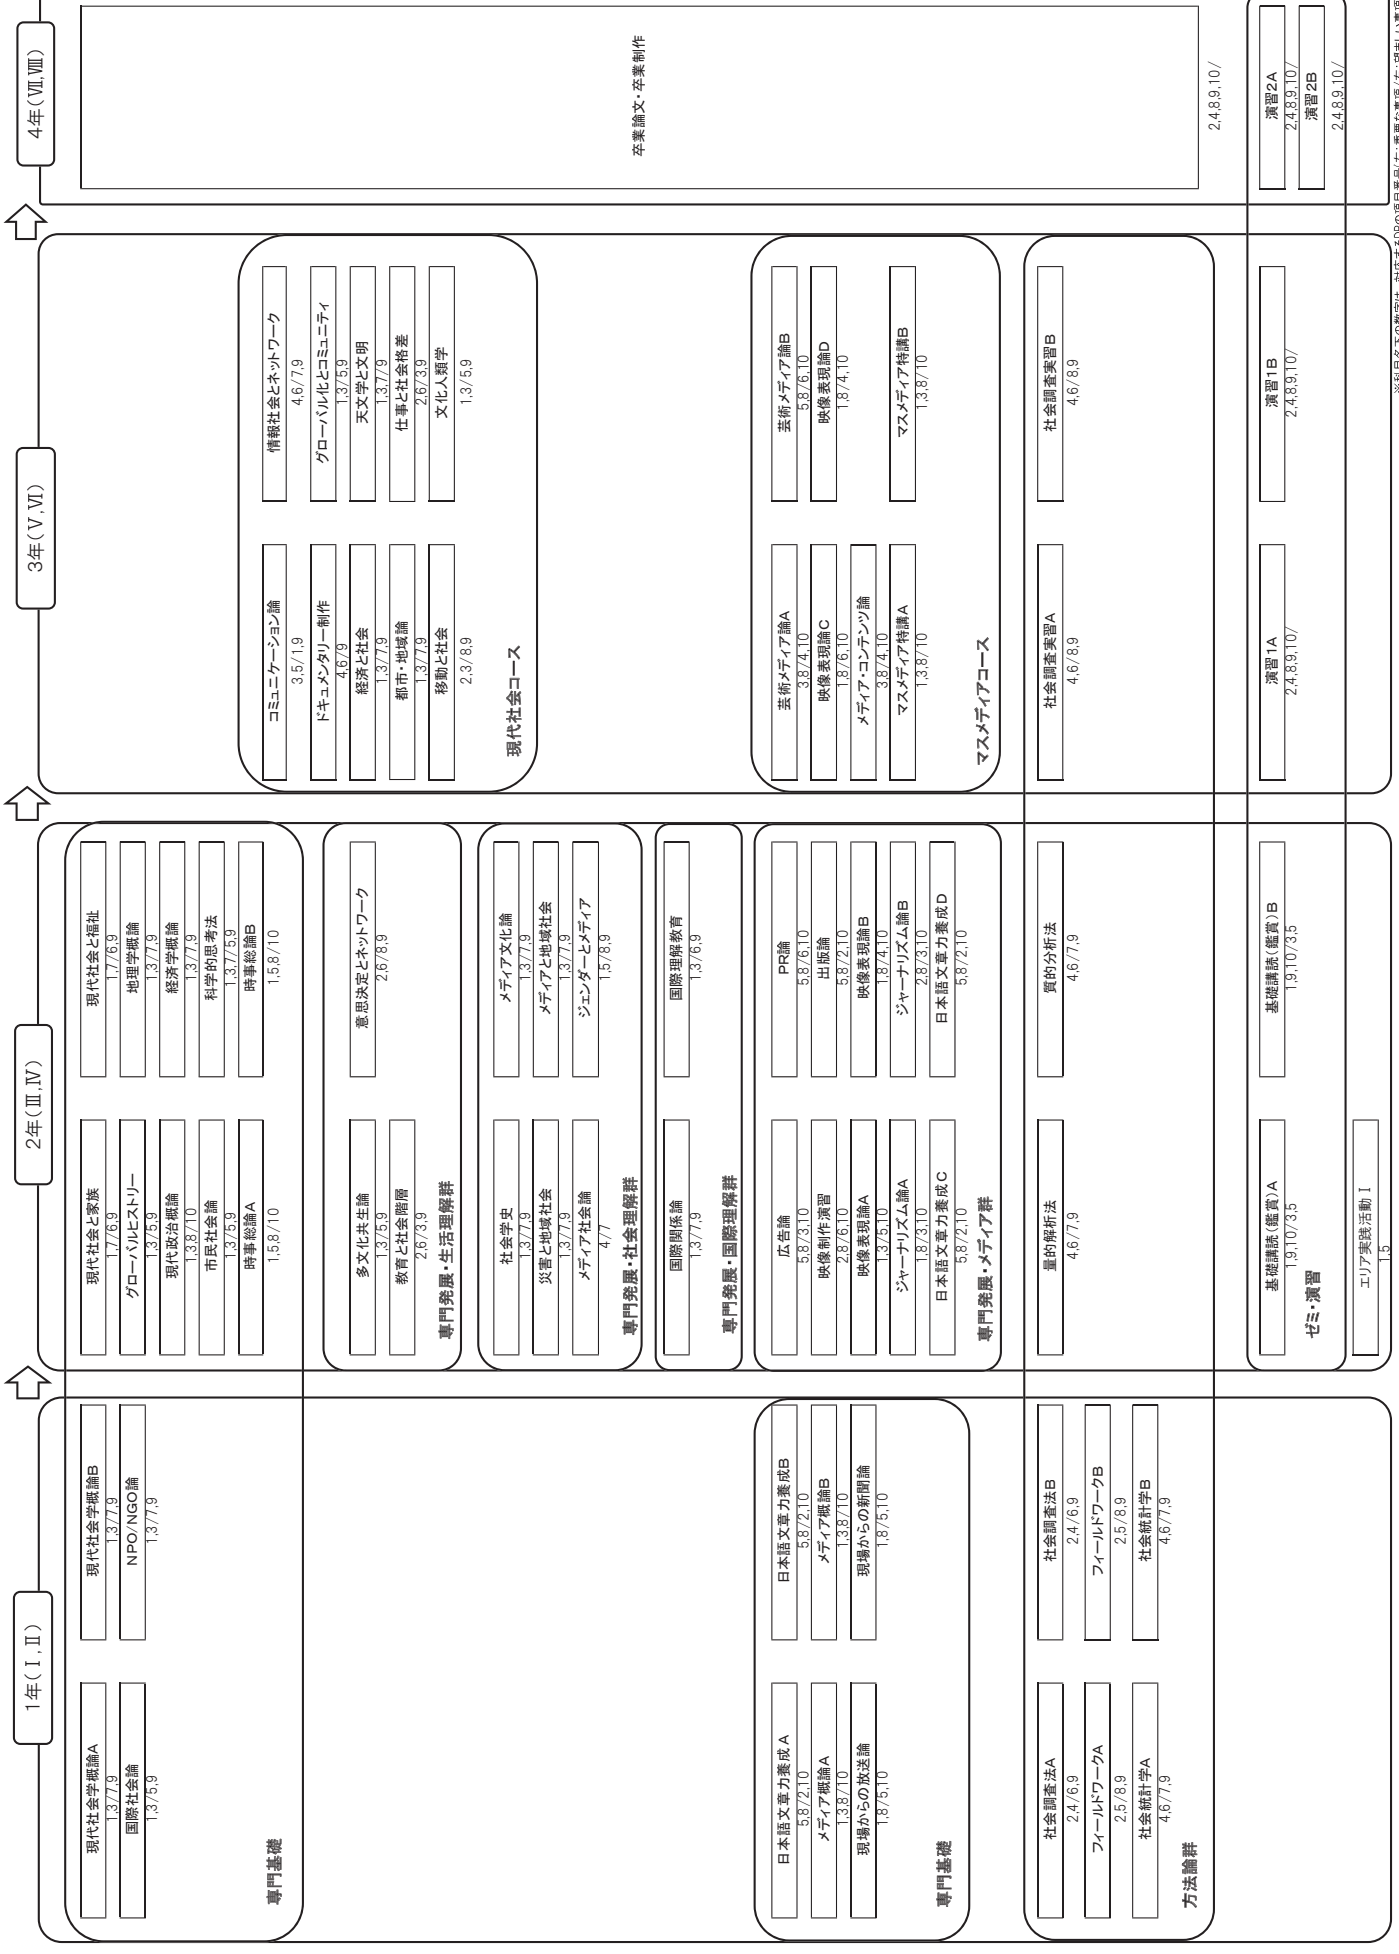 1年(Ⅰ,Ⅱ)
現代社会学概論A
1,3/7,9
現代社会学概論B
1,3/7,9
国際社会論
1,3/5,9
NPO/NGO論
1,3/7,9
専門基礎
日本語文章力養成A
5,8/2,10
日本語文章力養成B
5,8/2,10
メディア概論A
1,3,8/10
メディア概論B
1,3,8/10
現場からの放送論
1,8/5,10
現場からの新聞論
1,8/5,10
専門基礎
社会調査法A
2,4/6,9
社会調査法B
2,4/6,9
フィールドワークA
2,5/8,9
フィールドワークB
2,5/8,9
社会統計学A
4,6/7,9
社会統計学B
4,6/7,9
方法論群
2年(Ⅲ,Ⅳ)
現代社会と家族
1,7/6,9
現代社会と福祉
1,7/6,9
グローバルヒストリー
1,3/5,9
地理学概論
1,3/7,9
現代政治概論
1,3,8/10
経済学概論
1,3/7,9
市民社会論
1,3/5,9
科学的思考法
1,3,7/5,9
時事総論A
1,5,8/10
時事総論B
1,5,8/10
多文化共生論
1,3/5,9
意思決定とネットワーク
2,6/8,9
教育と社会階層
2,6/3,9
専門発展・生活理解群
社会学史
1,3/7,9
メディア文化論
1,3/7,9
災害と地域社会
1,3/7,9
メディアと地域社会
1,3/7,9
メディア社会論
4/7
ジェンダーとメディア
1,5/8,9
専門発展・社会理解群
国際関係論
1,3/7,9
国際理解教育
1,3/6,9
専門発展・国際理解群
広告論
5,8/3,10
PR論
5,8/6,10
映像制作演習
2,8/6,10
出版論
5,8/2,10
映像表現論A
1,3/5,10
映像表現論B
1,8/4,10
ジャーナリズム論A
1,8/3,10
ジャーナリズム論B
2,8/3,10
日本語文章力養成C
5,8/2,10
日本語文章力養成D
5,8/2,10
専門発展・メディア群
量的解析法
4,6/7,9
質的分析法
4,6/7,9
基礎講読(鑑賞)A
1,9,10/3,5
基礎講読(鑑賞)B
1,9,10/3,5
ゼミ・演習
エリア実践活動Ⅰ
1,5
3年(Ⅴ,Ⅵ)
コミュニケーション論
3,5/1,9
情報社会とネットワーク
4,6/7,9
ドキュメンタリー制作
4,6/9
グローバル化とコミュニティ
1,3/5,9
経済と社会
1,3/7,9
天文学と文明
1,3,7/9
都市・地域論
1,3/7,9
仕事と社会格差
2,6/3,9
移動と社会
2,3/8,9
文化人類学
1,3/5,9
現代社会コース
芸術メディア論A
3,8/4,10
芸術メディア論B
5,8/6,10
映像表現論C
1,8/6,10
映像表現論D
1,8/4,10
メディア・コンテンツ論
3,8/4,10
マスメディア特講A
1,3,8/10
マスメディア特講B
1,3,8/10
マスメディアコース
社会調査実習A
4,6/8,9
社会調査実習B
4,6/8,9
演習1A
2,4,8,9,10/
演習1B
2,4,8,9,10/
4年(Ⅶ,Ⅷ)
卒業論文・卒業制作
2,4,8,9,10/
演習2A
2,4,8,9,10/
演習2B
2,4,8,9,10/